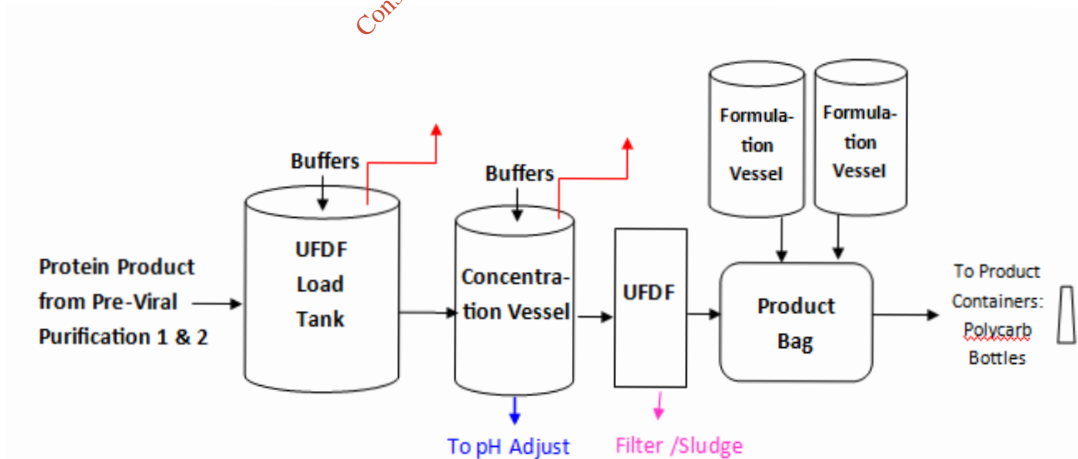 Cons
Buffers
UFDF
Load
Tank
Protein Product
from Pre-Viral
Purification 1 & 2
Buffers
Concentra-
tion Vessel
To pH Adjust
UFDF
Filter /Sludge
Formula-
tion
Vessel
Formula-
tion
Vessel
Product
Bag
To Product
Containers:
Polycarb
Bottles